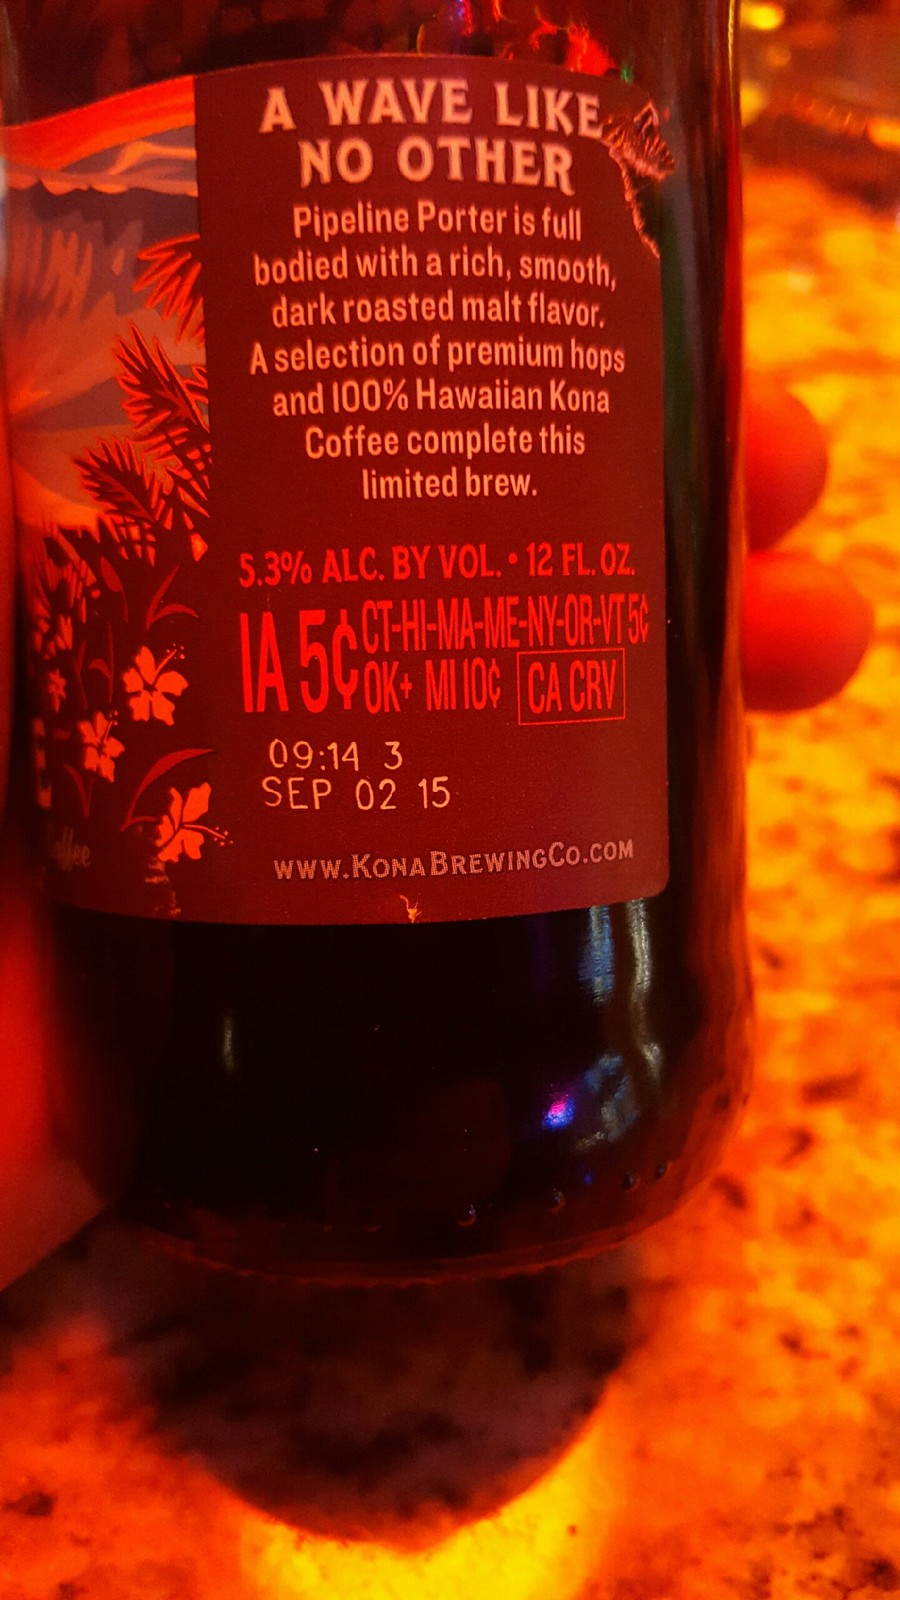 A WAVE LIKE
NO OTHER
Pipeline Porter is full
bodied with a rich, smooth,
dark roasted malt flavor.
A selection of premium hops
and 100% Hawaiian Kona
Coffee complete this
limited brew.
5.3% ALC. BY VOL. • 12 FL. OZ.
IA 5¢ CT-HI-MA-ME-NY-OR-VT 5¢
OK+ MI 10¢ CA CRV
09:14 3
SEP 02 15
www.KonaBrewingCo.com